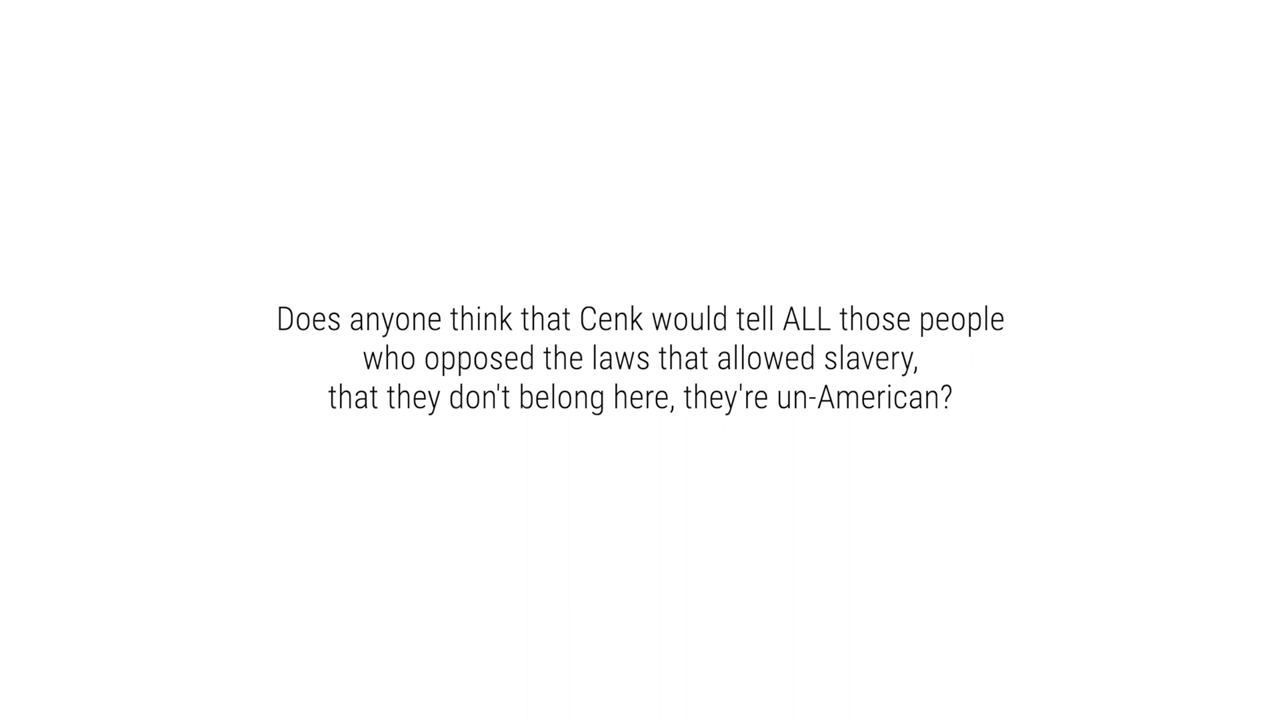 Does anyone think that Cenk would tell ALL those people
who opposed the laws that allowed slavery,
that they don't belong here, they're un-American?